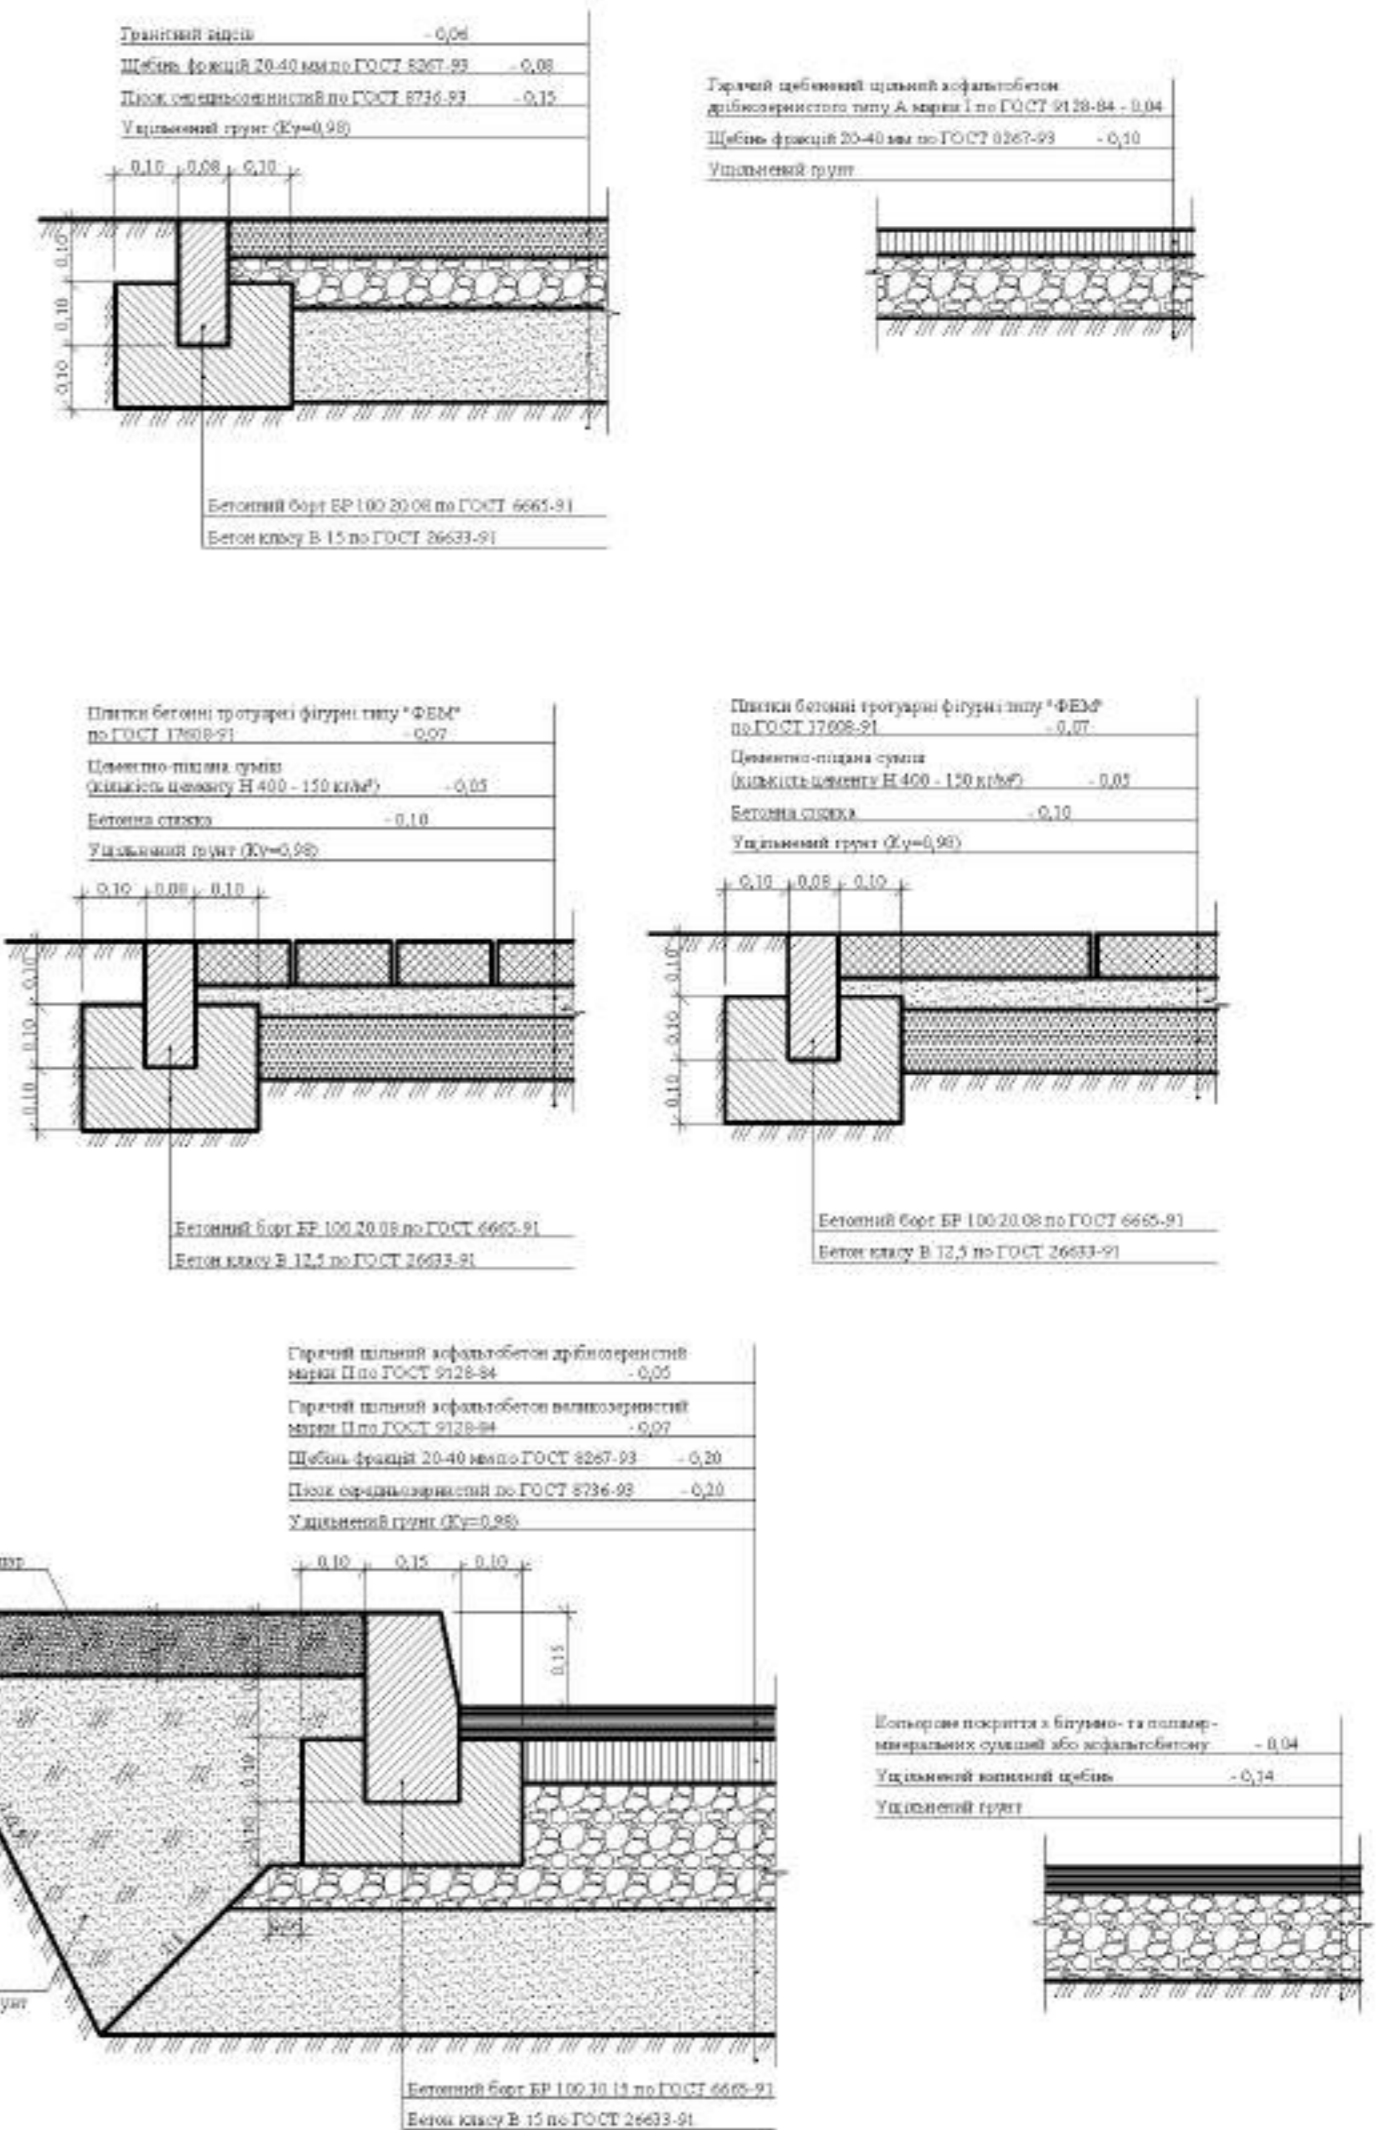 Гранітний відсів - 0,06
Щебінь фракцій 20-40 мм по ГОСТ 8267-93 - 0,08
Пісок середньозернистий по ГОСТ 8736-93 - 0,15
Ущільнений грунт (Ку=0,98)
0,10 0,08 0,10
0,10
0,10
0,10
Бетонний борт БР 100.20.08 по ГОСТ 6665-91
Бетон класу В 15 по ГОСТ 26633-91
Гарячий щебеневий щільний асфальтобетон
дрібнозернистого типу А марки I по ГОСТ 9128-84 - 0,04
Щебінь фракцій 20-40 мм по ГОСТ 8267-93 - 0,10
Ущільнений грунт
Плитки бетонні тротуарні фігурні типу "ФЕМ"
по ГОСТ 17608-91 - 0,07
Цементно-піщана суміш
(кількість цементу Н 400 - 150 кг/м³) - 0,05
Бетонна стяжка - 0,10
Ущільнений грунт (Ку=0,98)
0,10 0,08 0,10
0,10
0,10
0,10
Бетонний борт БР 100.20.08 по ГОСТ 6665-91
Бетон класу В 12,5 по ГОСТ 26633-91
Плитки бетонні тротуарні фігурні типу "ФЕМ"
по ГОСТ 17608-91 - 0,07
Цементно-піщана суміш
(кількість цементу Н 400 - 150 кг/м³) - 0,05
Бетонна стяжка - 0,10
Ущільнений грунт (Ку=0,98)
0,10 0,08 0,10
0,10
0,10
0,10
Бетонний борт БР 100.20.08 по ГОСТ 6665-91
Бетон класу В 12,5 по ГОСТ 26633-91
Гарячий щільний асфальтобетон дрібнозернистий
марки II по ГОСТ 9128-84 - 0,05
Гарячий щільний асфальтобетон великозернистий
марки II по ГОСТ 9128-84 - 0,07
Щебінь фракцій 20-40 мм по ГОСТ 8267-93 - 0,20
Пісок середньозернистий по ГОСТ 8736-93 - 0,20
Ущільнений грунт (Ку=0,98)
0,10 0,15 0,10
0,15
0,10
0,10
Бетонний борт БР 100.30.15 по ГОСТ 6665-91
Бетон класу В 15 по ГОСТ 26633-91
Кольорове покриття з бітумно- та полімер-
мінеральних сумішей або асфальтобетону - 0,04
Ущільнений вапняний щебінь - 0,14
Ущільнений грунт